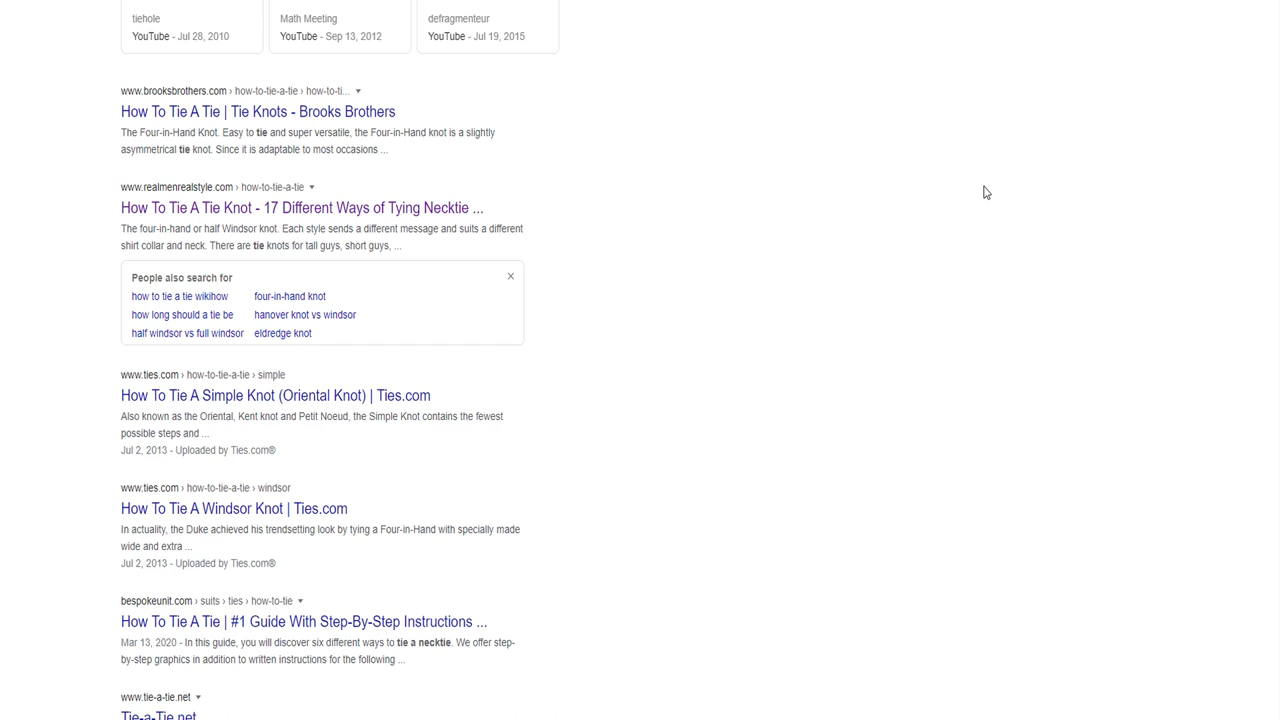 tiehole
YouTube - Jul 28, 2010
Math Meeting
YouTube - Sep 13, 2012
defragmenteur
YouTube - Jul 19, 2015
www.brooksbrothers.com › how-to-tie-a-tie › how-to-ti...
How To Tie A Tie | Tie Knots - Brooks Brothers
The Four-in-Hand Knot. Easy to tie and super versatile, the Four-in-Hand knot is a slightly
asymmetrical tie knot. Since it is adaptable to most occasions ...
www.realmenrealstyle.com › how-to-tie-a-tie
How To Tie A Tie Knot - 17 Different Ways of Tying Necktie ...
The four-in-hand or half Windsor knot. Each style sends a different message and suits a different
shirt collar and neck. There are tie knots for tall guys, short guys, ...
People also search for
how to tie a tie wikihow
four-in-hand knot
how long should a tie be
hanover knot vs windsor
half windsor vs full windsor
eldredge knot
www.ties.com › how-to-tie-a-tie › simple
How To Tie A Simple Knot (Oriental Knot) | Ties.com
Also known as the Oriental, Kent knot and Petit Noeud, the Simple Knot contains the fewest
possible steps and ...
Jul 2, 2013 - Uploaded by Ties.com®
www.ties.com › how-to-tie-a-tie › windsor
How To Tie A Windsor Knot | Ties.com
In actuality, the Duke achieved his trendsetting look by tying a Four-in-Hand with specially made
wide and extra ...
Jul 2, 2013 - Uploaded by Ties.com®
bespokeunit.com › suits › ties › how-to-tie
How To Tie A Tie | #1 Guide With Step-By-Step Instructions ...
Mar 13, 2020 - In this guide, you will discover six different ways to tie a necktie. We offer step-
by-step graphics in addition to written instructions for the following ...
www.tie-a-tie.net
Tie-a-Tie.net